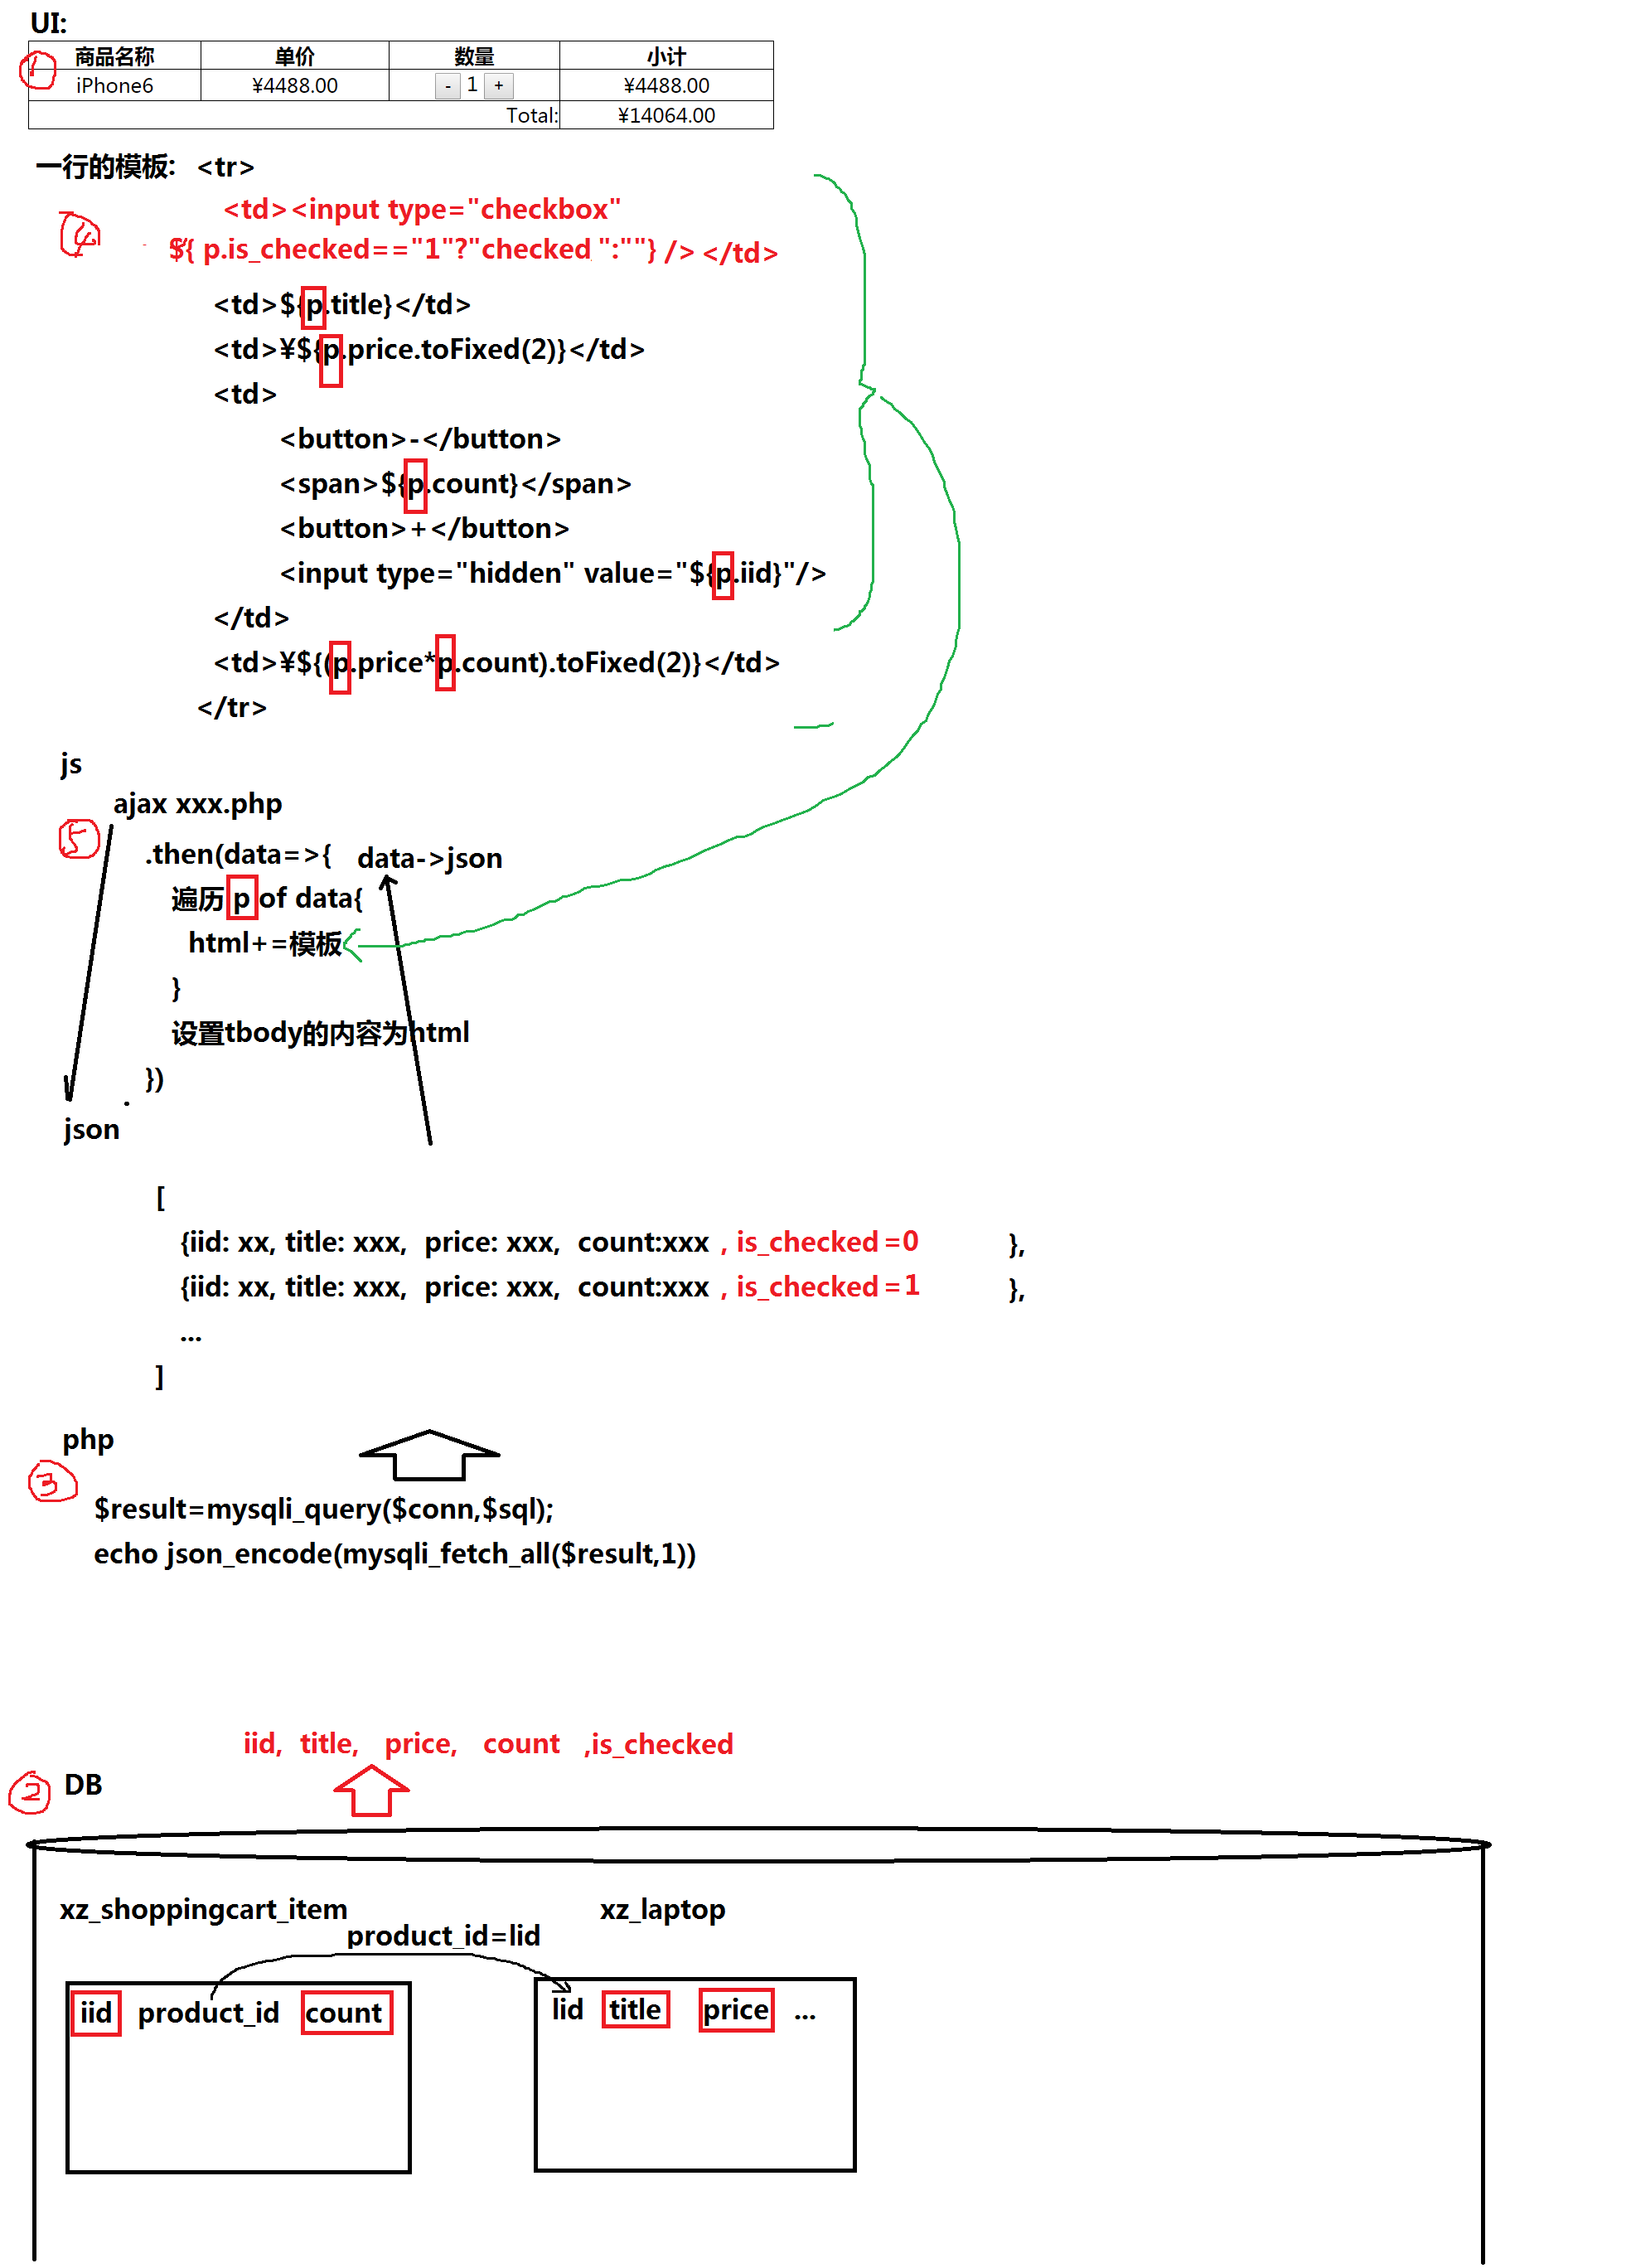 UI:
① 商品名称 单价 数量 小计
iPhone6 ¥4488.00 - 1 + ¥4488.00
Total: ¥14064.00
一行的模板: <tr>
<td><input type="checkbox"
④ ${ p.is_checked=="1"?"checked ":""} /> </td>
<td>${p.title}</td>
<td>¥${p.price.toFixed(2)}</td>
<td>
<button>-</button>
<span>${p.count}</span>
<button>+</button>
<input type="hidden" value="${p.iid}"/>
</td>
<td>¥${(p.price*p.count).toFixed(2)}</td>
</tr>
js
ajax xxx.php
⑤ .then(data=>{ data->json
遍历 p of data{
html+=模板
}
设置tbody的内容为html
})
json
[
{iid: xx, title: xxx, price: xxx, count:xxx , is_checked=0 },
{iid: xx, title: xxx, price: xxx, count:xxx , is_checked=1 },
...
]
php
③
$result=mysqli_query($conn,$sql);
echo json_encode(mysqli_fetch_all($result,1))
iid, title, price, count ,is_checked
② DB
xz_shoppingcart_item xz_laptop
product_id=lid
iid product_id count lid title price ...